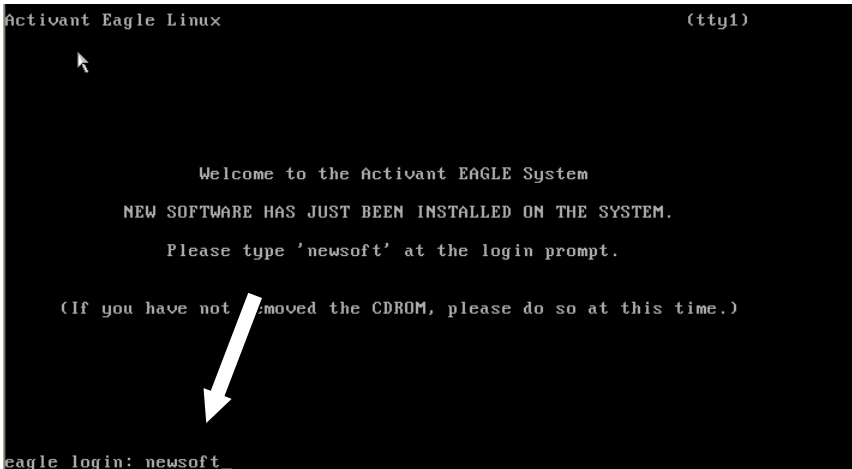 Activant Eagle Linux (tty1)
Welcome to the Activant EAGLE System
NEW SOFTWARE HAS JUST BEEN INSTALLED ON THE SYSTEM.
Please type 'newsoft' at the login prompt.
(If you have not removed the CDROM, please do so at this time.)
eagle login: newsoft_